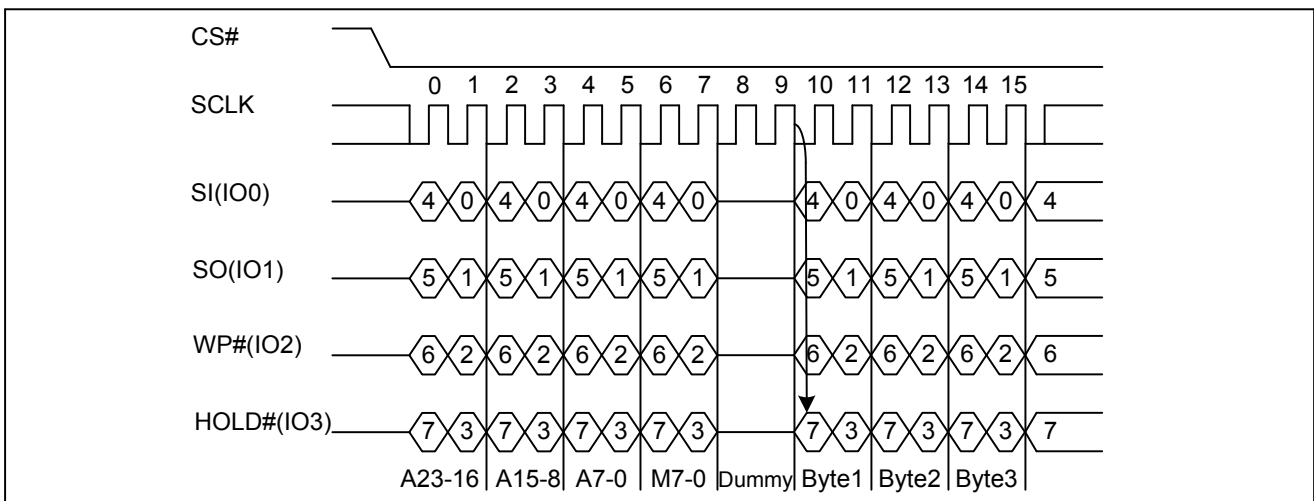 CS#
0 1 2 3 4 5 6 7 8 9 10 11 12 13 14 15
SCLK
SI(IO0) 4 0 4 0 4 0 4 0 4 0 4 0 4 0 4
SO(IO1) 5 1 5 1 5 1 5 1 5 1 5 1 5 1 5
WP#(IO2) 6 2 6 2 6 2 6 2 6 2 6 2 6 2 6
HOLD#(IO3) 7 3 7 3 7 3 7 3 7 3 7 3 7 3 7
A23-16 A15-8 A7-0 M7-0 Dummy Byte1 Byte2 Byte3